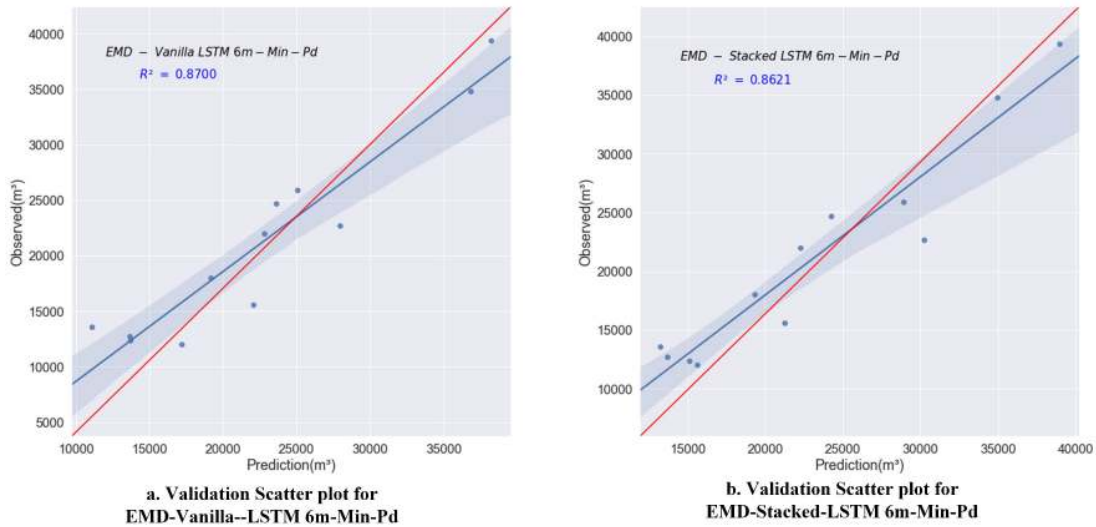 EMD − Vanilla LSTM 6m−Min−Pd
R² = 0.8700
40000
35000
30000
25000
20000
15000
10000
5000
Observed(m³)
10000 15000 20000 25000 30000 35000
Prediction(m³)
a. Validation Scatter plot for
EMD-Vanilla--LSTM 6m-Min-Pd
EMD − Stacked LSTM 6m−Min−Pd
R² = 0.8621
40000
35000
30000
25000
20000
15000
10000
Observed(m³)
15000 20000 25000 30000 35000 40000
Prediction(m³)
b. Validation Scatter plot for
EMD-Stacked-LSTM 6m-Min-Pd